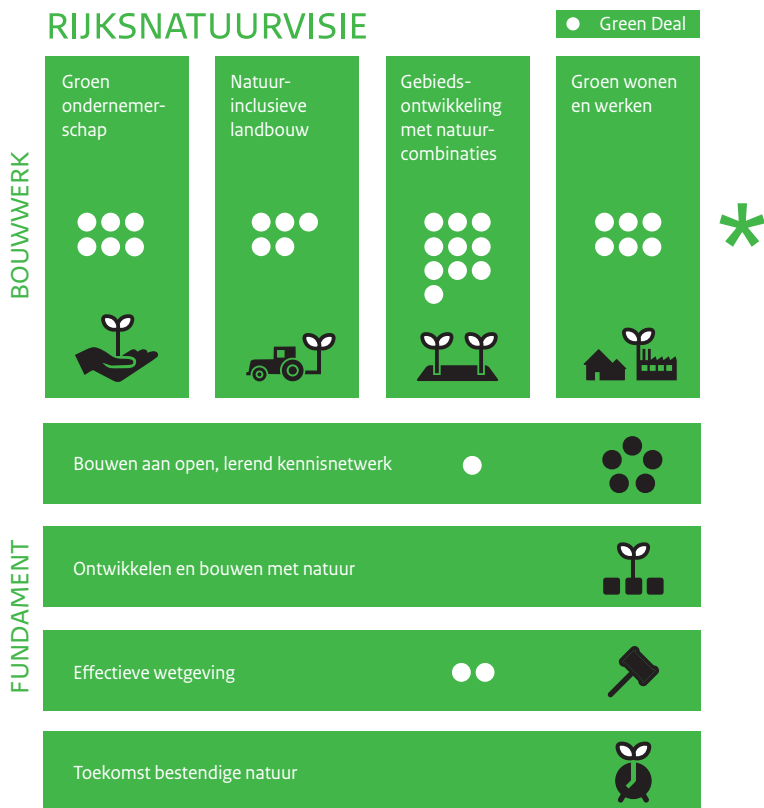 RIJKSNATUURVISIE
Green Deal
BOUWWERK
Groen
ondernemer-
schap
Natuur-
inclusieve
landbouw
Gebieds-
ontwikkeling
met natuur-
combinaties
Groen wonen
en werken
*
FUNDAMENT
Bouwen aan open, lerend kennisnetwerk
Ontwikkelen en bouwen met natuur
Effectieve wetgeving
Toekomst bestendige natuur